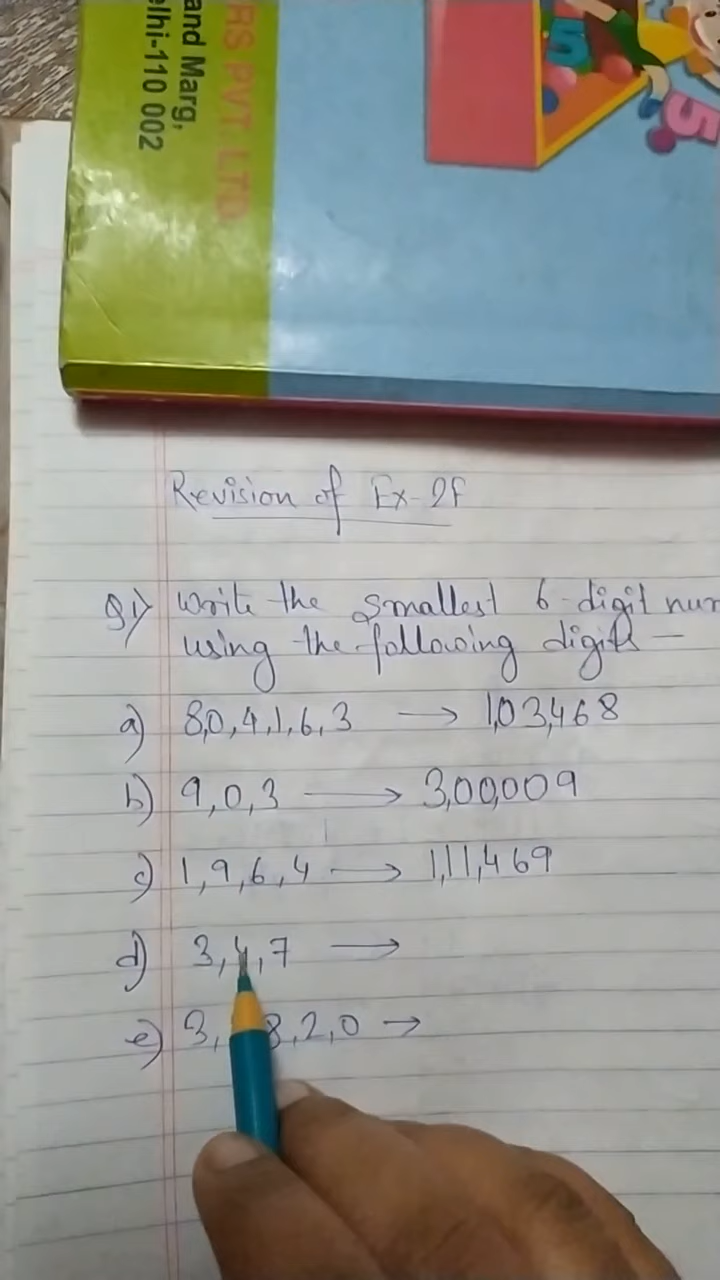 RS PVT. LTD
and Marg,
elhi-110 002
5
5
Revision of Ex-2F
Q1) Write the smallest 6-digit num
using the following digits —
a) 8,0,4,1,6,3 → 1,03,468
b) 9,0,3 → 3,00,009
c) 1,9,6,4 → 1,11,469
d) 3,4,7 →
e) 3, 8,2,0 →